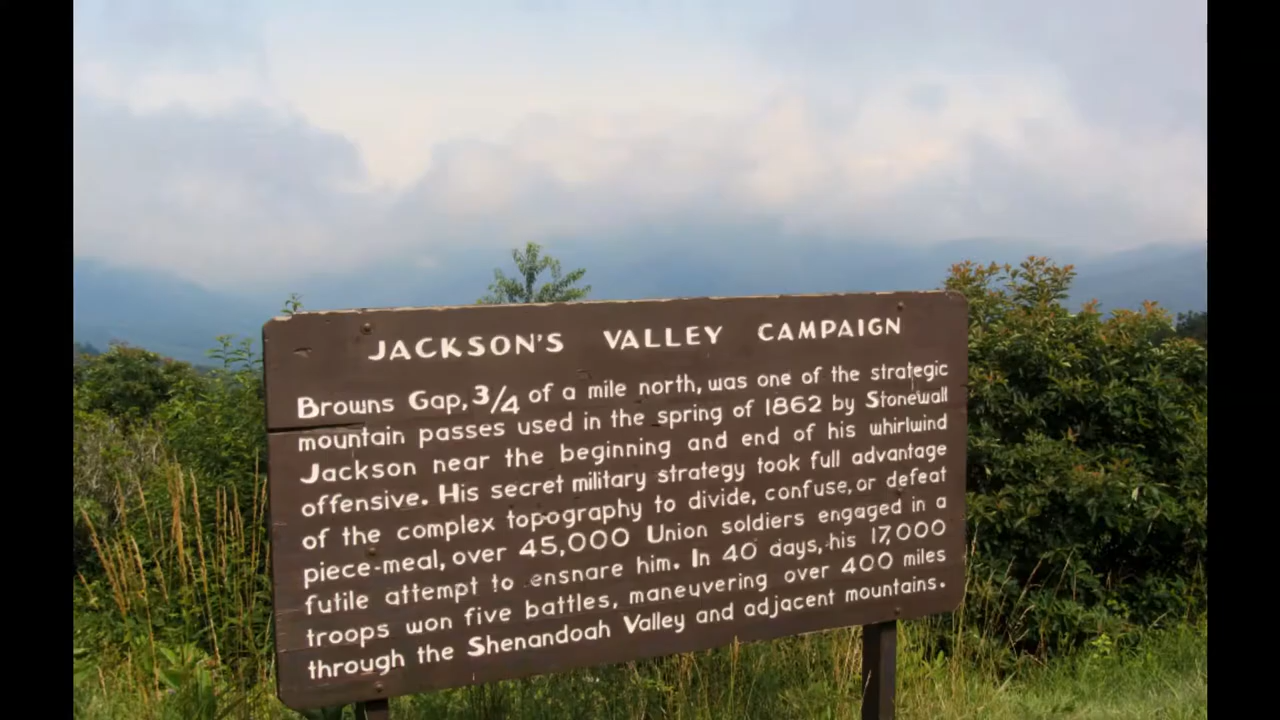 JACKSON'S VALLEY CAMPAIGN
Browns Gap, 3/4 of a mile north, was one of the strategic
mountain passes used in the spring of 1862 by Stonewall
Jackson near the beginning and end of his whirlwind
offensive. His secret military strategy took full advantage
of the complex topography to divide, confuse, or defeat
piece-meal, over 45,000 Union soldiers engaged in a
futile attempt to ensnare him. In 40 days, his 17,000
troops won five battles, maneuvering over 400 miles
through the Shenandoah Valley and adjacent mountains.